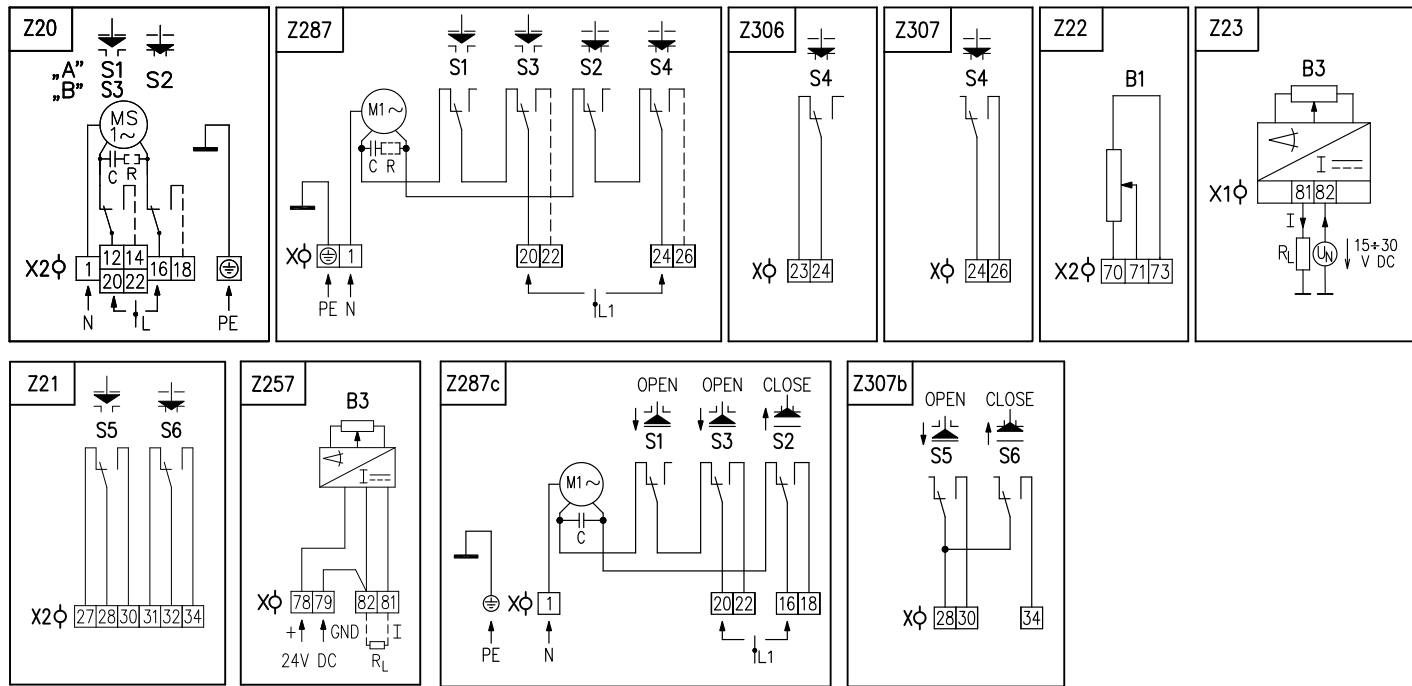 Z20
„A” S1 S2
„B” S3
MS
1~
C R
X2 1 12 14 16 18
20 22
N L PE
Z287
S1 S3 S2 S4
M1~
C R
X 1 20 22 24 26
PE N L1
Z306
S4
X 23 24
Z307
S4
X 24 26
Z22
B1
X2 70 71 73
Z23
B3
I
X1 81 82
I
RL UN 15÷30
V DC
Z21
S5 S6
X2 27 28 30 31 32 34
Z257
B3
I
X 78 79 82 81
+ GND I
24V DC RL
Z287c
OPEN OPEN CLOSE
S1 S3 S2
M1~
C
X 1 20 22 16 18
PE N L1
Z307b
OPEN CLOSE
S5 S6
X 28 30 34